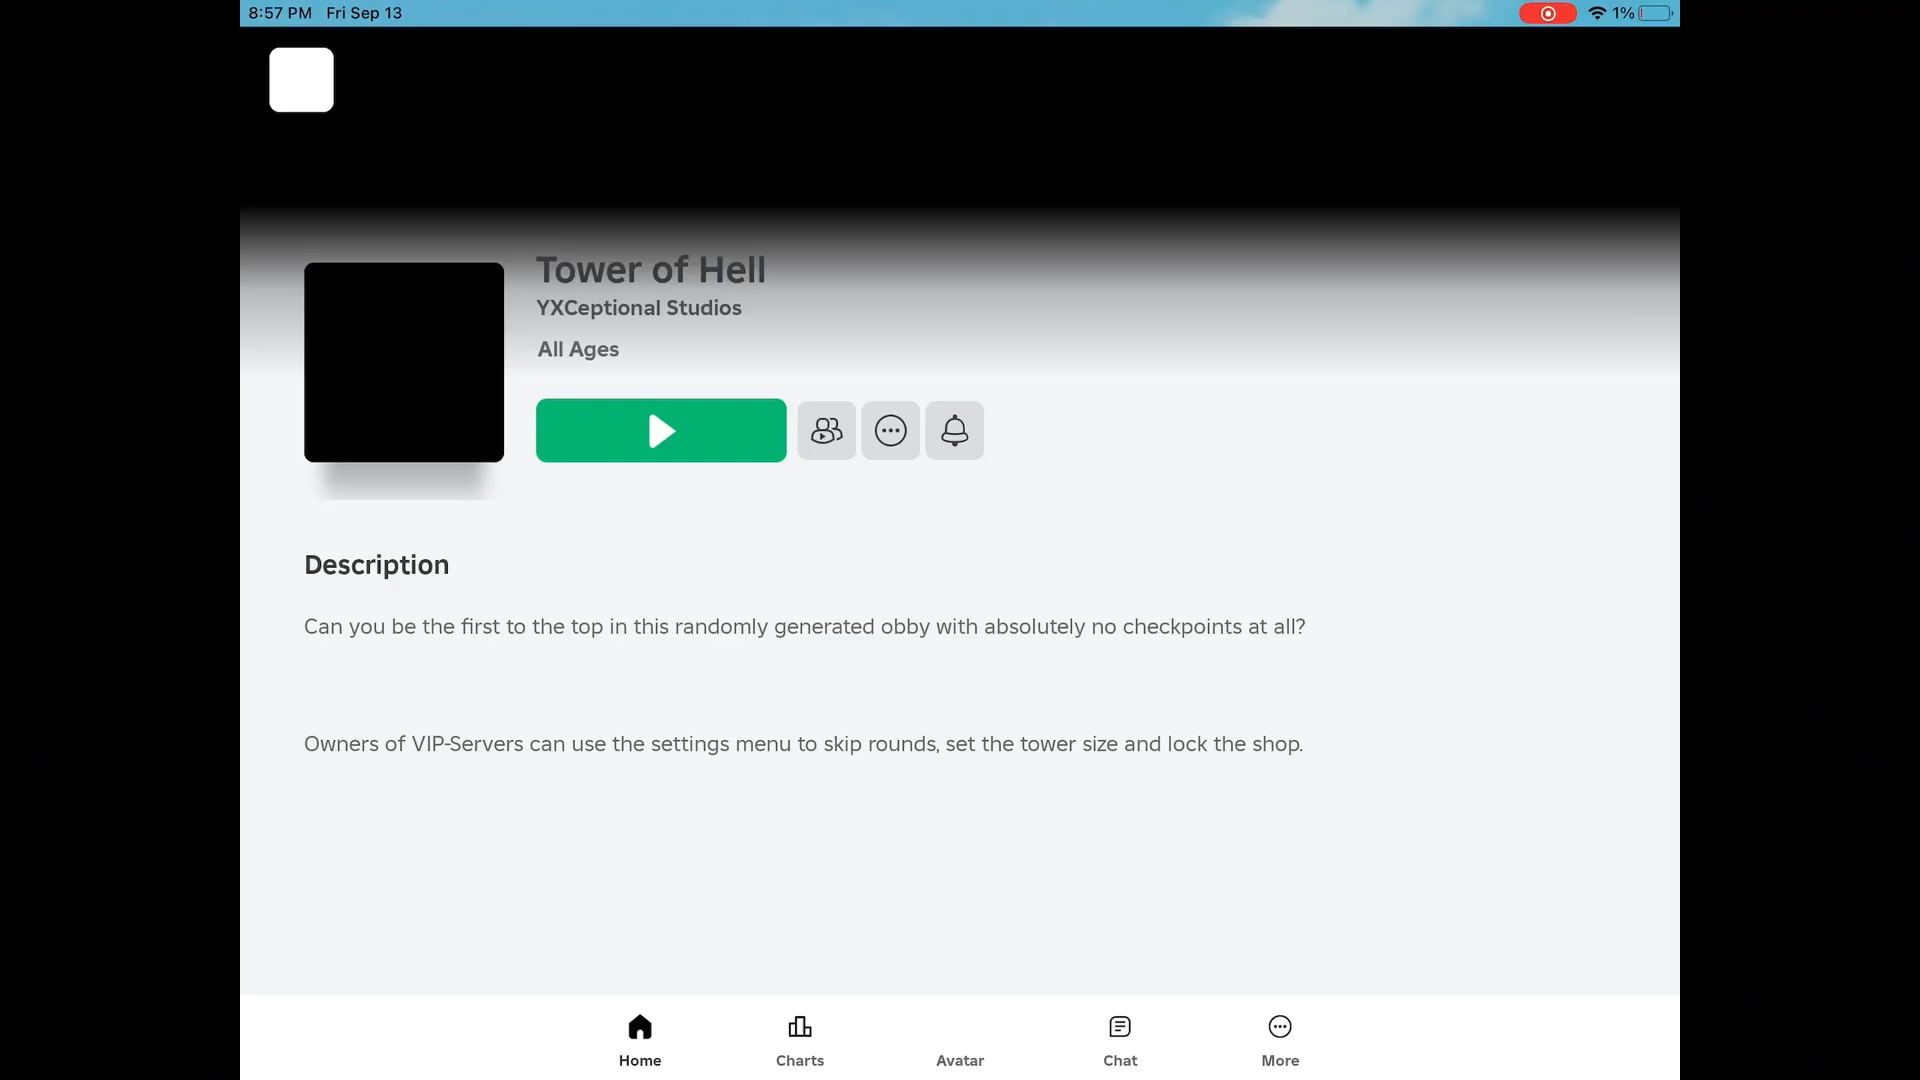 8:57 PM Fri Sep 13 1%
Tower of Hell
YXCeptional Studios
All Ages
Description
Can you be the first to the top in this randomly generated obby with absolutely no checkpoints at all?
Owners of VIP-Servers can use the settings menu to skip rounds, set the tower size and lock the shop.
Home Charts Avatar Chat More